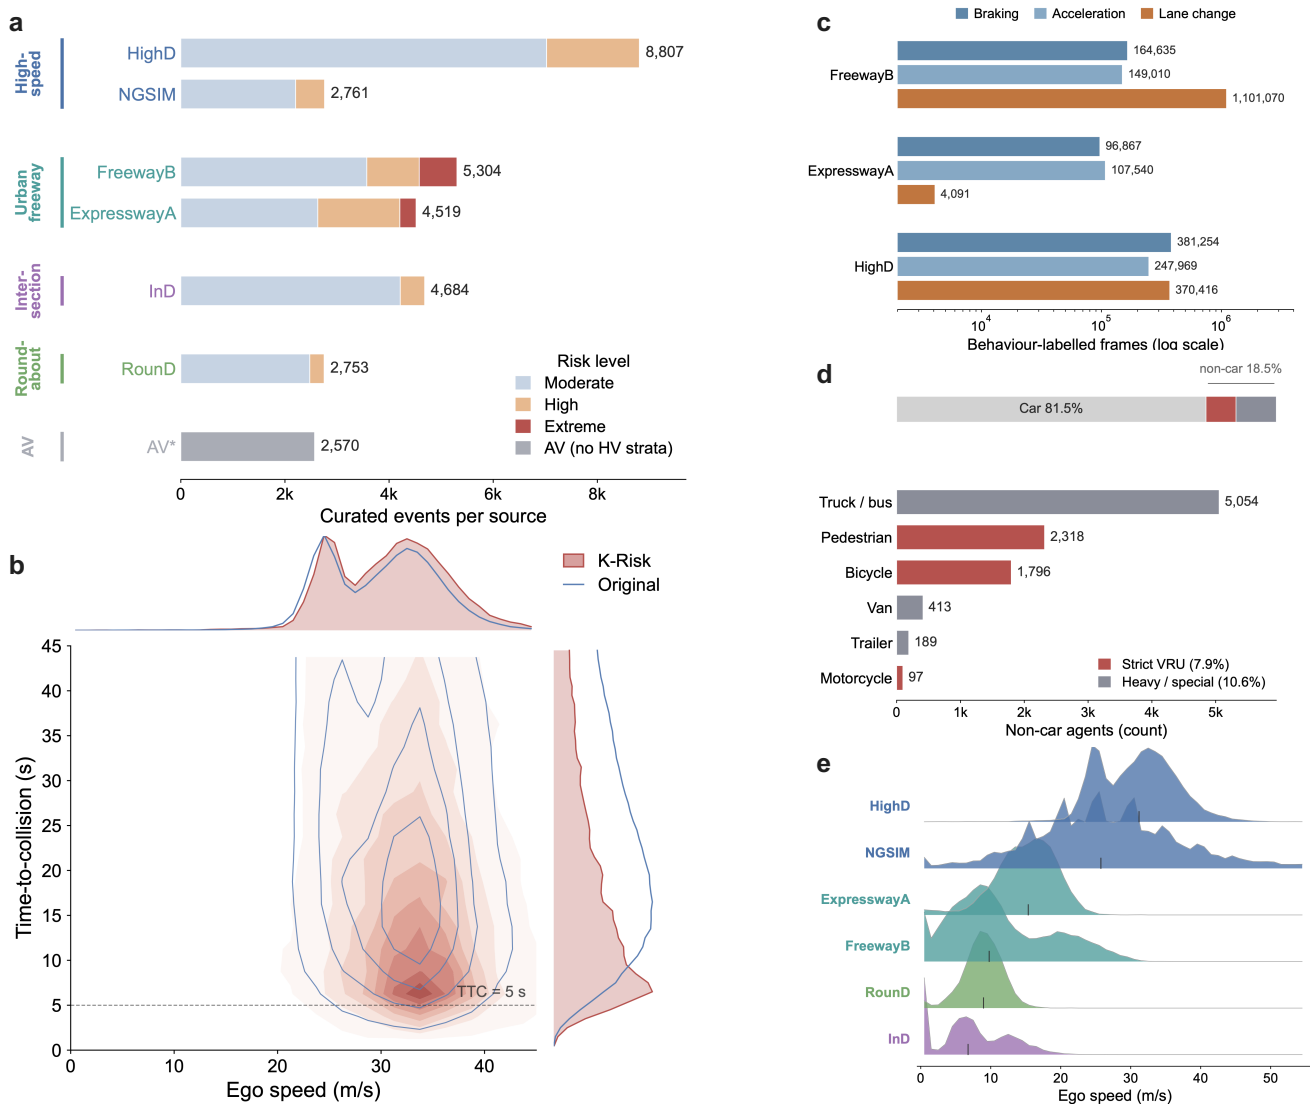 a
High-
speed
HighD
8,807
NGSIM
2,761
Urban
freeway
FreewayB
5,304
ExpresswayA
4,519
Inter-
section
InD
4,684
Round-
about
RounD
2,753
AV
AV*
2,570
Risk level
Moderate
High
Extreme
AV (no HV strata)
0
2k
4k
6k
8k
Curated events per source
b
K-Risk
Original
45
40
35
30
25
20
15
10
5
0
Time-to-collision (s)
TTC = 5 s
0
10
20
30
40
Ego speed (m/s)
c
Braking
Acceleration
Lane change
FreewayB
164,635
149,010
1,101,070
ExpresswayA
96,867
107,540
4,091
HighD
381,254
247,969
370,416
10⁴
10⁵
10⁶
Behaviour-labelled frames (log scale)
d
non-car 18.5%
Car 81.5%
Truck / bus
5,054
Pedestrian
2,318
Bicycle
1,796
Van
413
Trailer
189
Motorcycle
97
Strict VRU (7.9%)
Heavy / special (10.6%)
0
1k
2k
3k
4k
5k
Non-car agents (count)
e
HighD
NGSIM
ExpresswayA
FreewayB
RounD
InD
0
10
20
30
40
50
Ego speed (m/s)